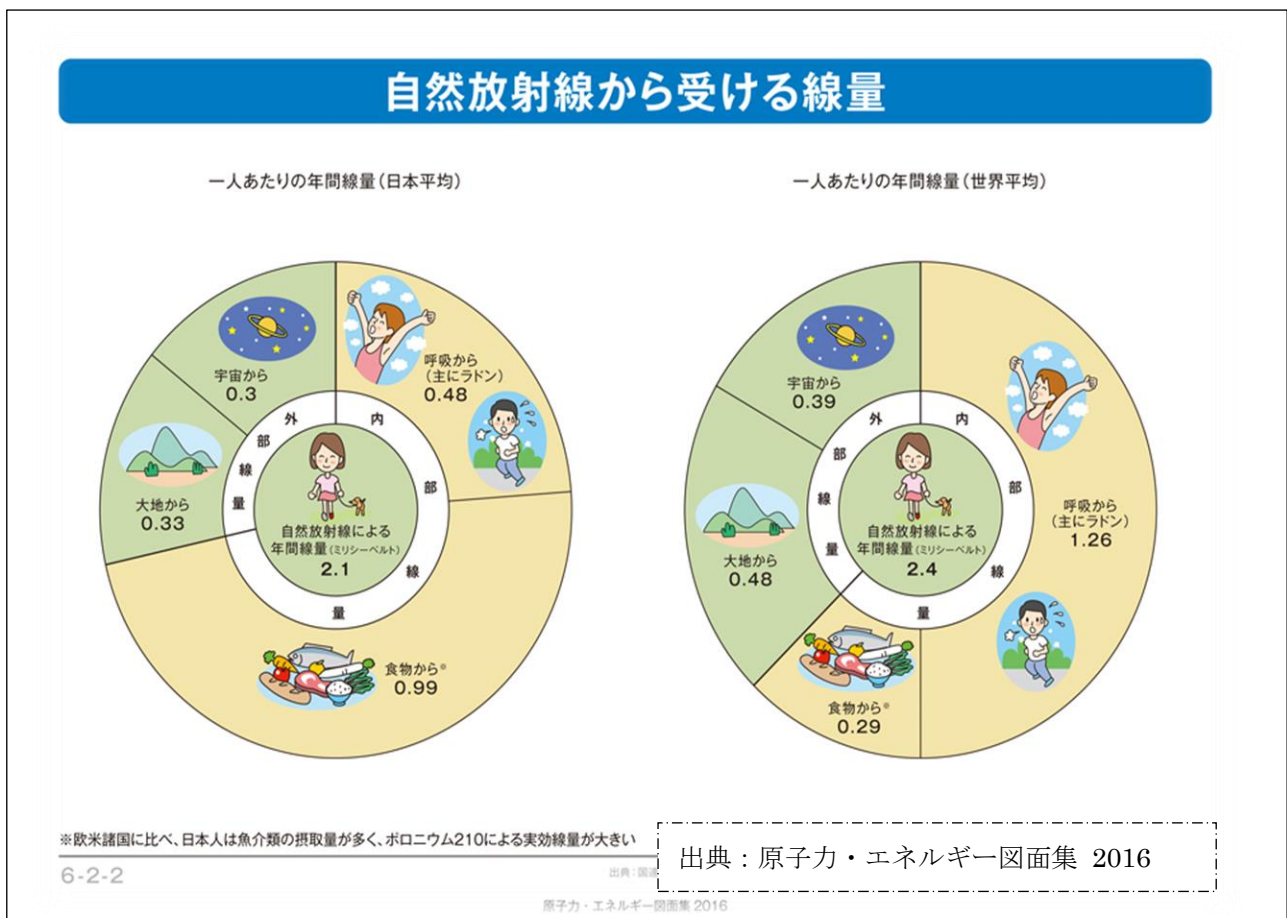 自然放射線から受ける線量
一人あたりの年間線量(日本平均)
宇宙から
0.3
呼吸から
(主にラドン)
0.48
大地から
0.33
食物から※
0.99
外部線量
内部線量
自然放射線による
年間線量(ミリシーベルト)
2.1
一人あたりの年間線量(世界平均)
宇宙から
0.39
呼吸から
(主にラドン)
1.26
大地から
0.48
食物から※
0.29
外部線量
内部線量
自然放射線による
年間線量(ミリシーベルト)
2.4
※欧米諸国に比べ、日本人は魚介類の摂取量が多く、ポロニウム210による実効線量が大きい
6-2-2
出典:国連
出典:原子力・エネルギー図面集 2016
原子力・エネルギー図面集 2016